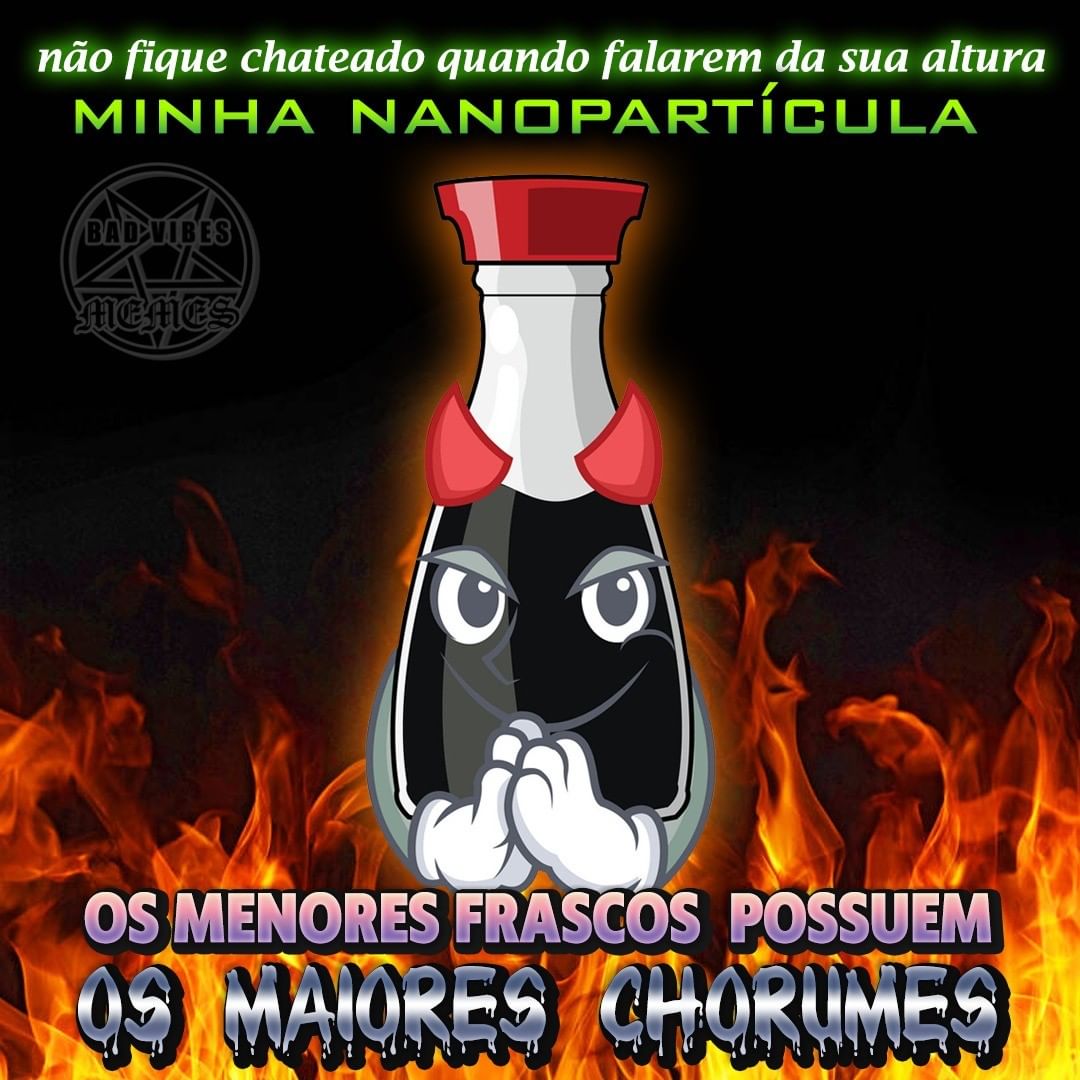 não fique chateado quando falarem da sua altura
MINHA NANOPARTÍCULA
BAD VIBES
MEMES
OS MENORES FRASCOS POSSUEM
OS MAIORES CHORUMES